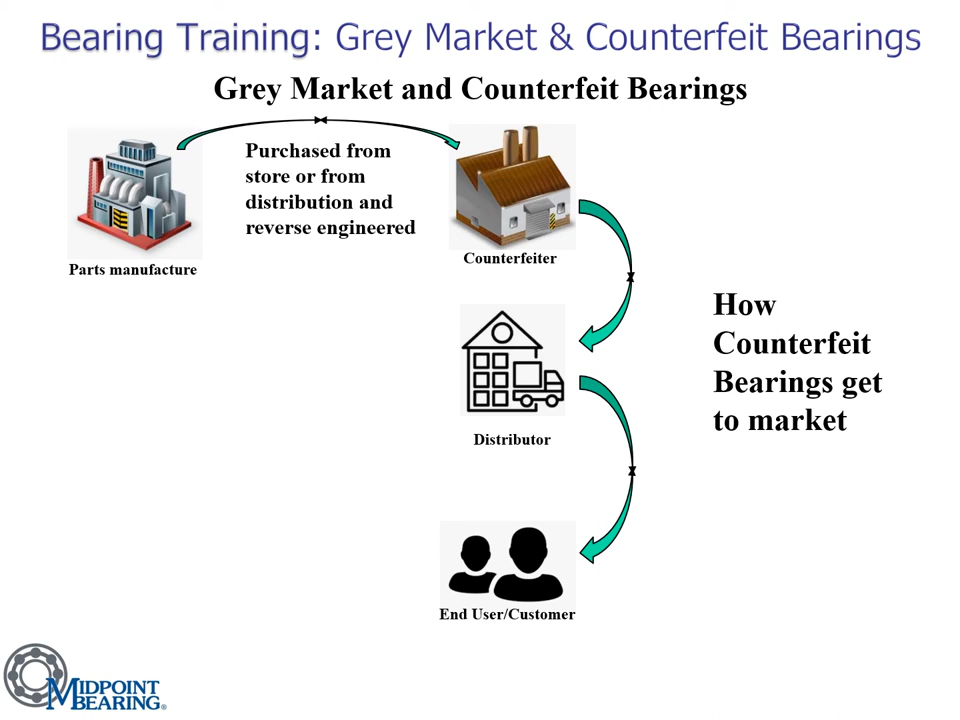 Bearing Training: Grey Market & Counterfeit Bearings
Grey Market and Counterfeit Bearings
Purchased from
store or from
distribution and
reverse engineered
Parts manufacture
Counterfeiter
How
Counterfeit
Bearings get
to market
Distributor
End User/Customer
MIDPOINT
BEARING®